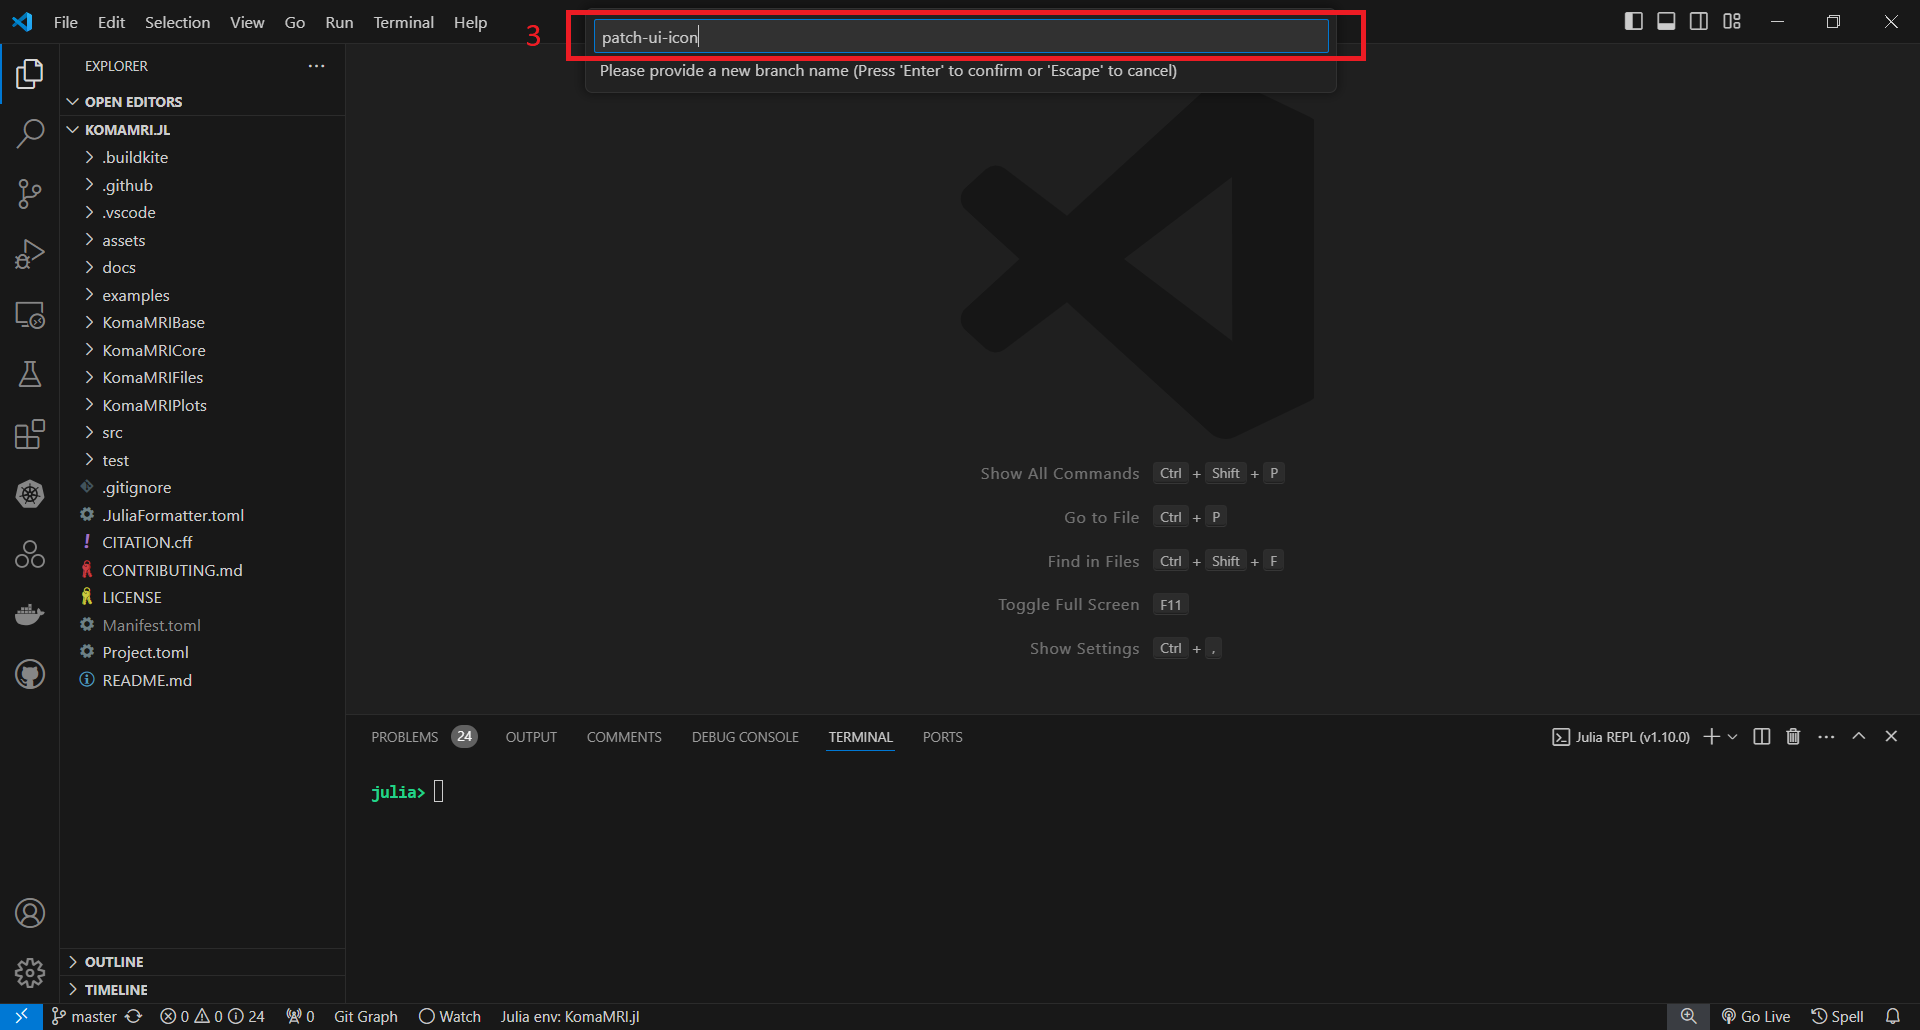 File Edit Selection View Go Run Terminal Help
3
patch-ui-icon
Please provide a new branch name (Press 'Enter' to confirm or 'Escape' to cancel)
EXPLORER
OPEN EDITORS
KOMAMRI.JL
.buildkite
.github
.vscode
assets
docs
examples
KomaMRIBase
KomaMRICore
KomaMRIFiles
KomaMRIPlots
src
test
.gitignore
.JuliaFormatter.toml
CITATION.cff
CONTRIBUTING.md
LICENSE
Manifest.toml
Project.toml
README.md
OUTLINE
TIMELINE
Show All Commands Ctrl + Shift + P
Go to File Ctrl + P
Find in Files Ctrl + Shift + F
Toggle Full Screen F11
Show Settings Ctrl + ,
PROBLEMS 24 OUTPUT COMMENTS DEBUG CONSOLE TERMINAL PORTS
Julia REPL (v1.10.0)
julia>
master 0 0 24 0 Git Graph Watch Julia env: KomaMRI.jl
Go Live Spell